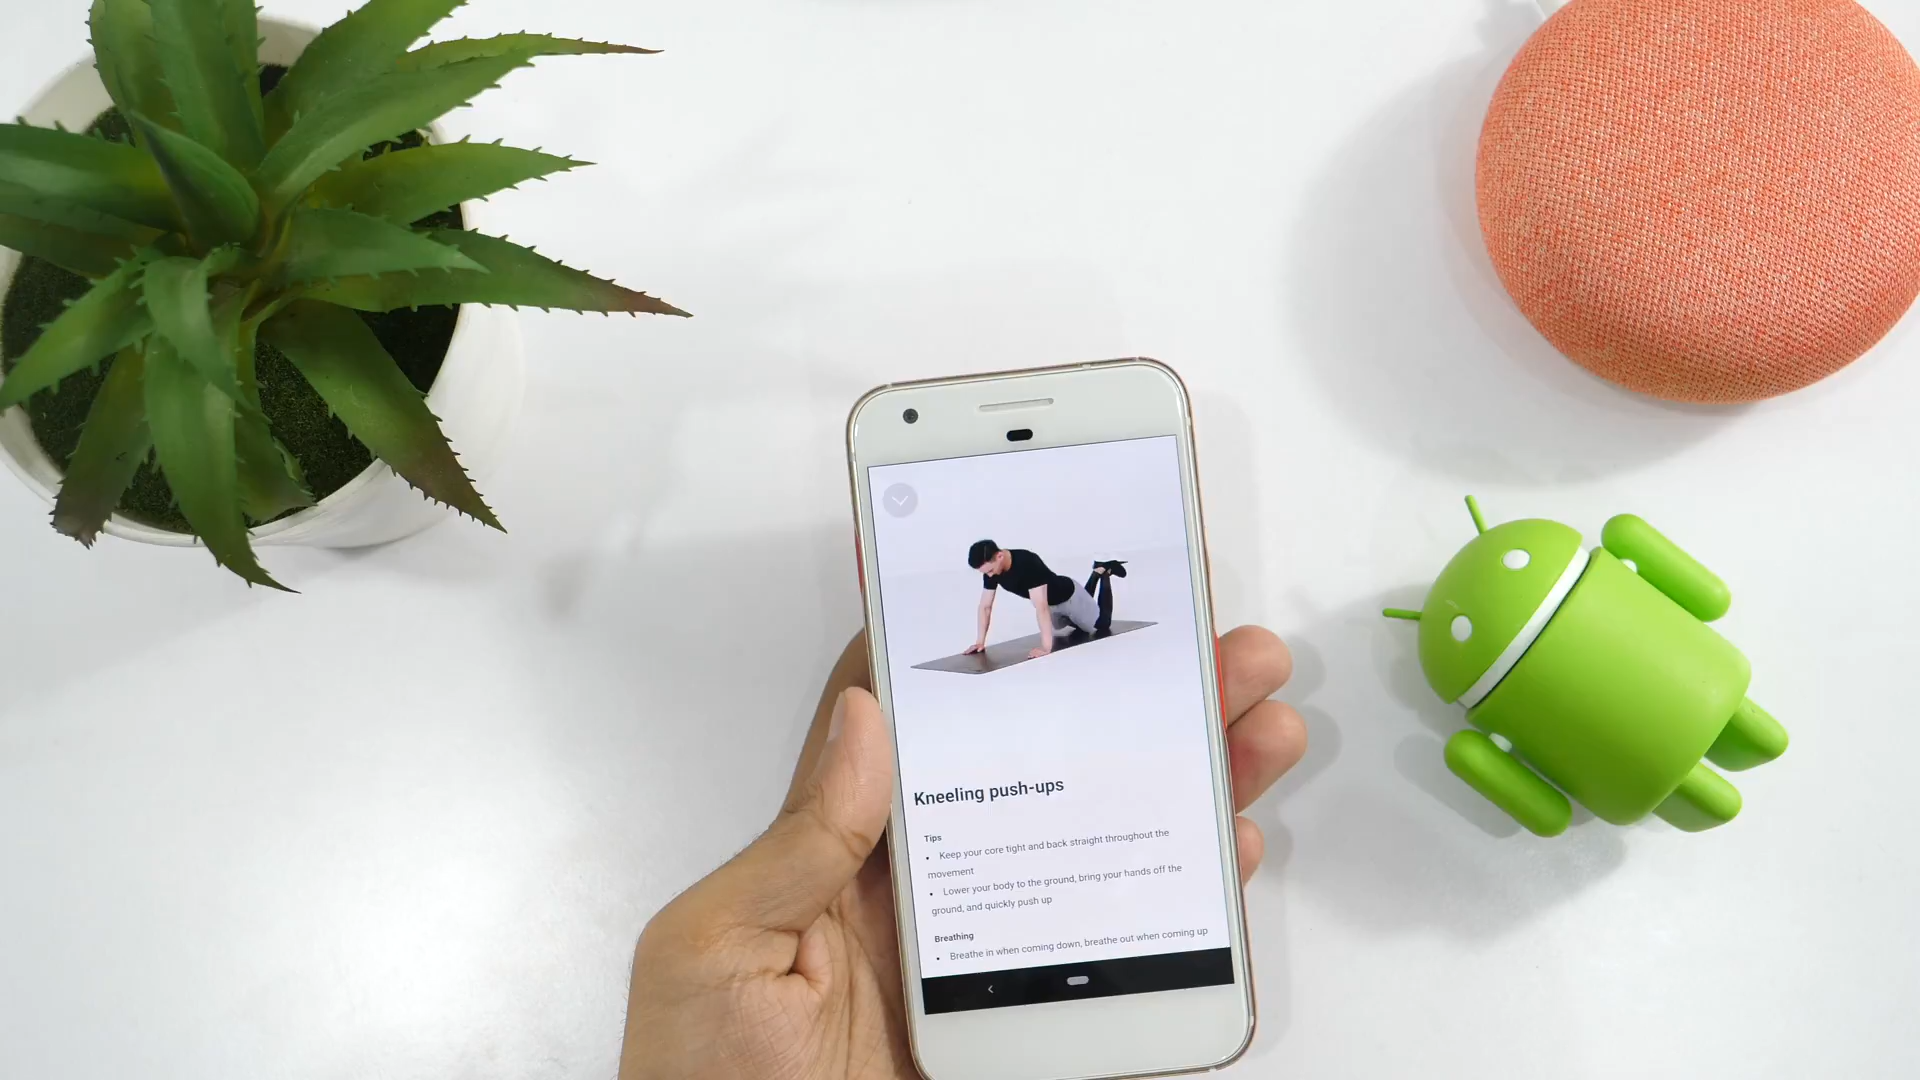 Kneeling push-ups
Tips
• Keep your core tight and back straight throughout the
movement
• Lower your body to the ground, bring your hands off the
ground, and quickly push up
Breathing
• Breathe in when coming down, breathe out when coming up